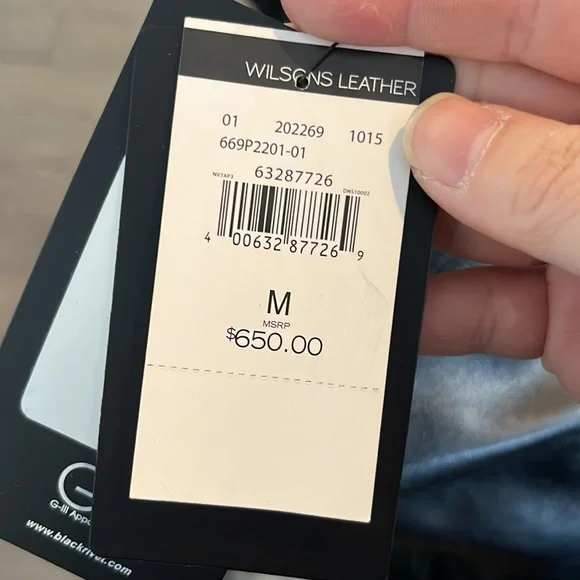 WILSONS LEATHER
01 202269 1015
669P2201-01
63287726
NV7AP3 DNS10002
4 00632 87726 9
M
MSRP
$650.00
G-III
www.blackrivet.com